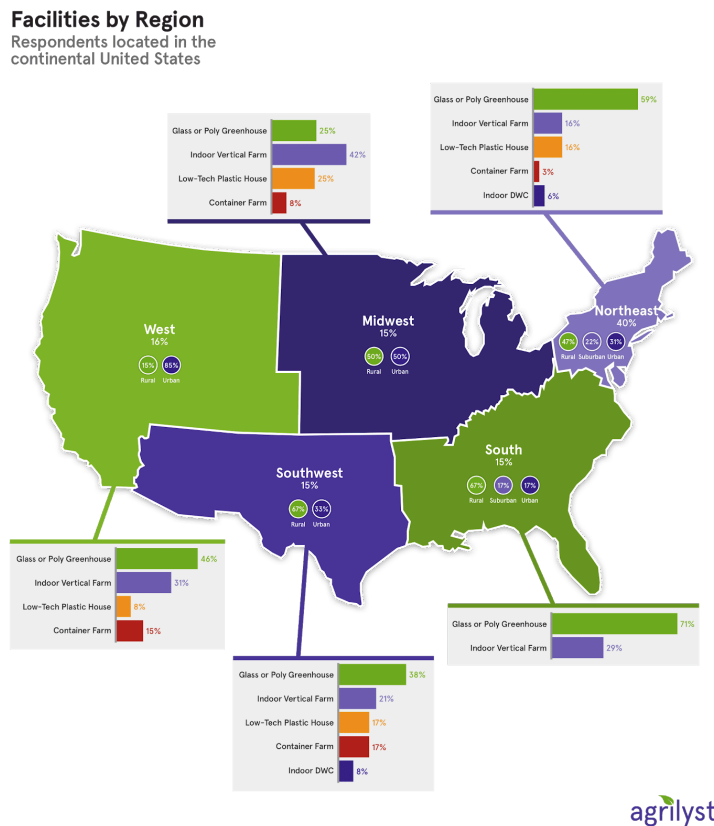 Facilities by Region
Respondents located in the
continental United States
Glass or Poly Greenhouse 59%
Indoor Vertical Farm 16%
Low-Tech Plastic House 16%
Container Farm 3%
Indoor DWC 6%
Glass or Poly Greenhouse 25%
Indoor Vertical Farm 42%
Low-Tech Plastic House 25%
Container Farm 8%
West
16%
15% 85%
Rural Urban
Midwest
15%
50% 50%
Rural Urban
Northeast
40%
47% 22% 31%
Rural Suburban Urban
Southwest
15%
67% 33%
Rural Urban
South
15%
67% 17% 17%
Rural Suburban Urban
Glass or Poly Greenhouse 46%
Indoor Vertical Farm 31%
Low-Tech Plastic House 8%
Container Farm 15%
Glass or Poly Greenhouse 71%
Indoor Vertical Farm 29%
Glass or Poly Greenhouse 38%
Indoor Vertical Farm 21%
Low-Tech Plastic House 17%
Container Farm 17%
Indoor DWC 8%
agrilyst